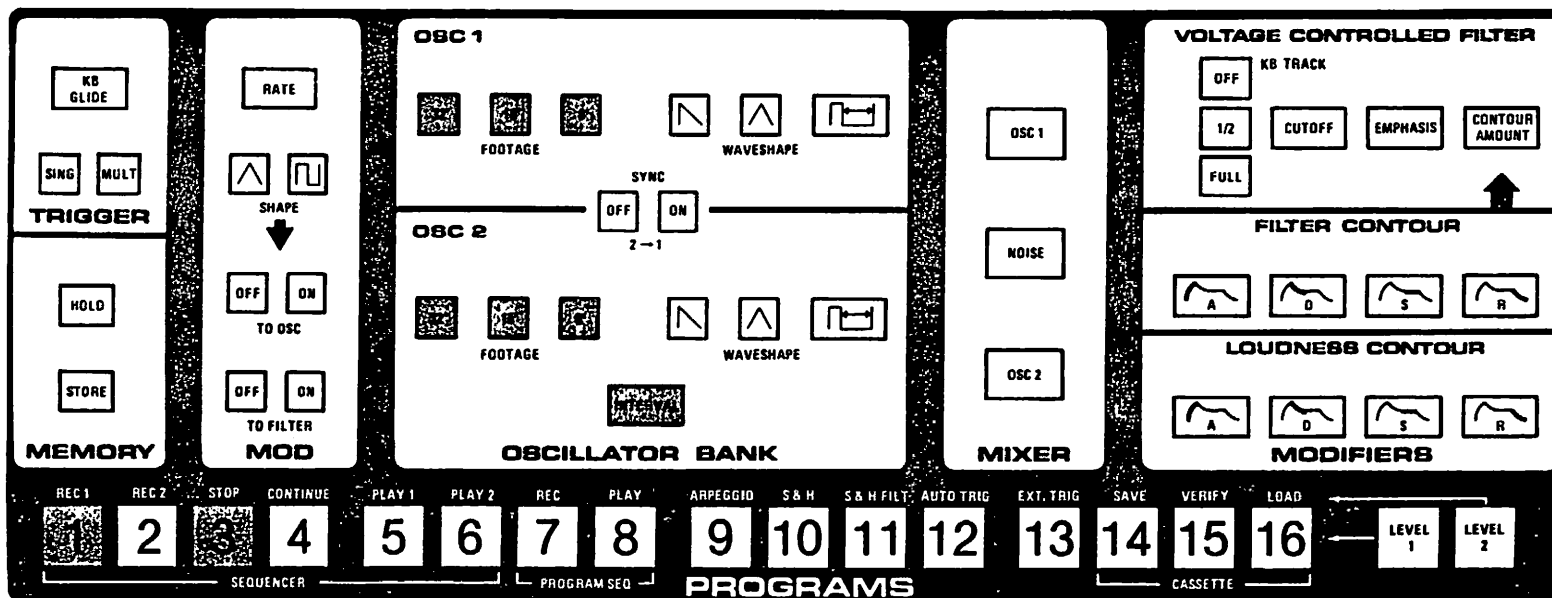 TRIGGER
KB
GLIDE
SING MULT
MEMORY
HOLD
STORE
MOD
RATE
SHAPE
OFF ON
TO OSC
OFF ON
TO FILTER
OSC 1
FOOTAGE
WAVESHAPE
SYNC
OFF ON
2→1
OSC 2
FOOTAGE
WAVESHAPE
OSCILLATOR BANK
OSC 1
NOISE
OSC 2
MIXER
VOLTAGE CONTROLLED FILTER
KB TRACK
OFF
1/2
FULL
CUTOFF
EMPHASIS
CONTOUR
AMOUNT
FILTER CONTOUR
A D S R
LOUDNESS CONTOUR
A D S R
MODIFIERS
REC 1 REC 2 STOP CONTINUE PLAY 1 PLAY 2 REC PLAY ARPEGGIO S & H S & H FILT AUTO TRIG EXT. TRIG SAVE VERIFY LOAD
1 2 3 4 5 6 7 8 9 10 11 12 13 14 15 16
LEVEL
1
LEVEL
2
SEQUENCER PROGRAM SEQ PROGRAMS CASSETTE